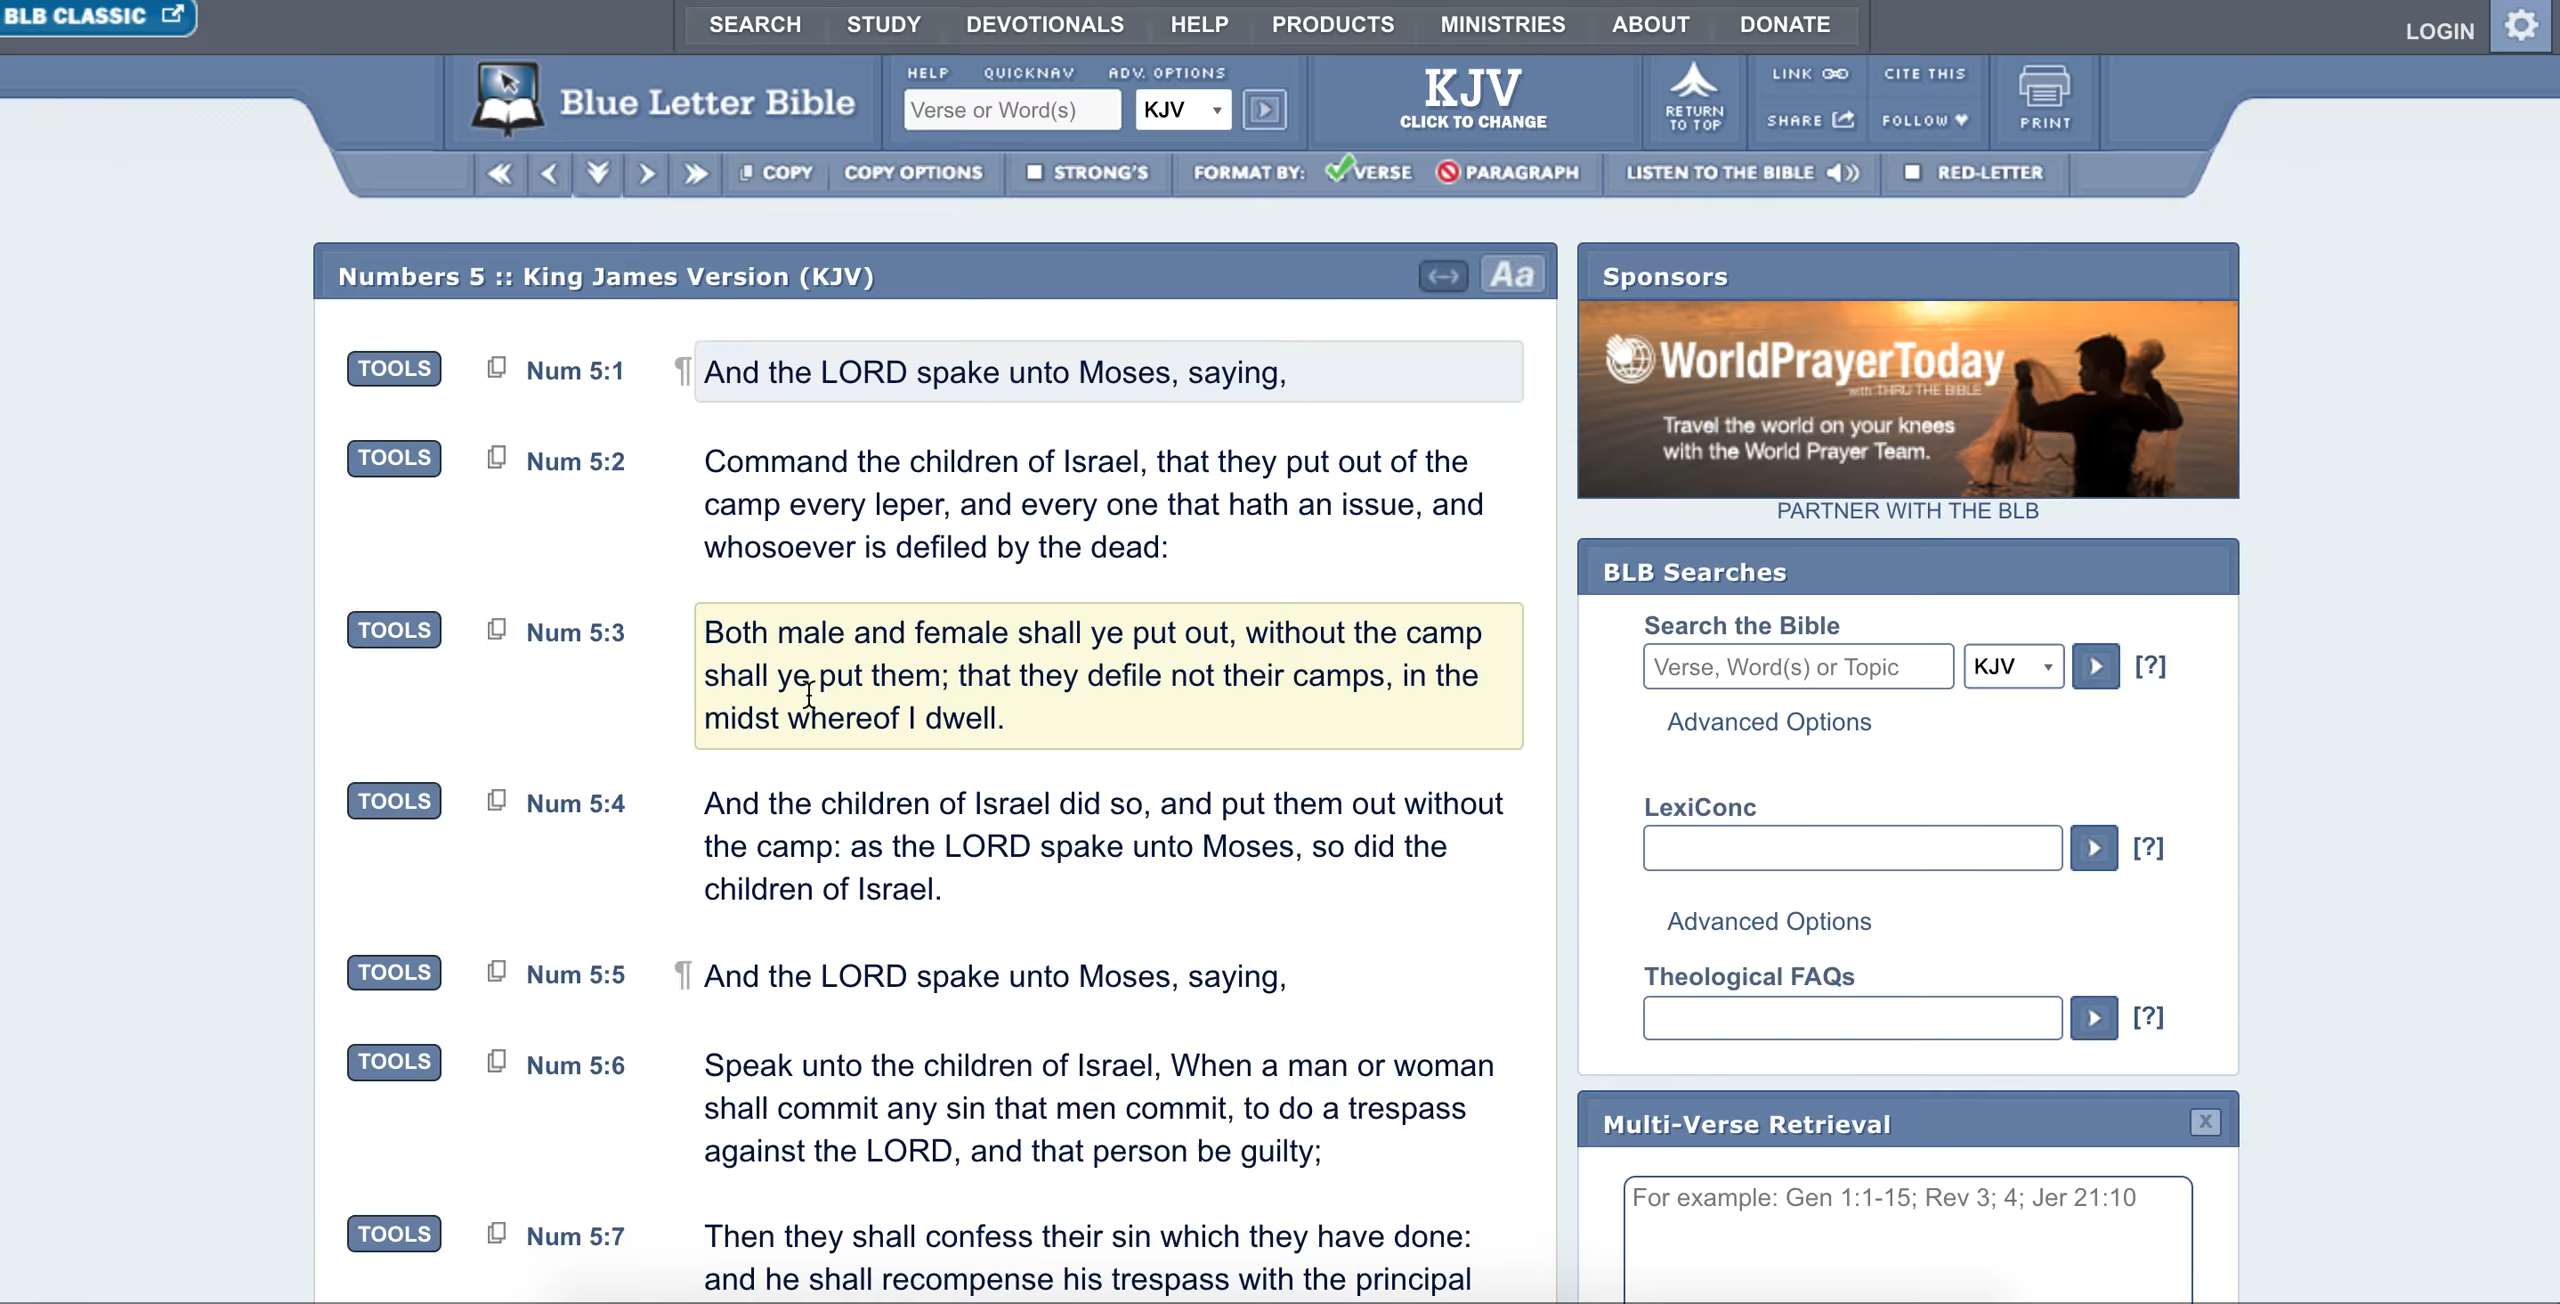 BLB CLASSIC
SEARCH STUDY DEVOTIONALS HELP PRODUCTS MINISTRIES ABOUT DONATE
LOGIN
Blue Letter Bible
HELP QUICKNAV ADV. OPTIONS
Verse or Word(s) KJV
KJV
CLICK TO CHANGE
RETURN
TO TOP
LINK CITE THIS
SHARE FOLLOW
PRINT
COPY COPY OPTIONS STRONG'S FORMAT BY: VERSE PARAGRAPH LISTEN TO THE BIBLE RED-LETTER
Numbers 5 :: King James Version (KJV)
Aa
TOOLS Num 5:1 ¶ And the LORD spake unto Moses, saying,
TOOLS Num 5:2 Command the children of Israel, that they put out of the
camp every leper, and every one that hath an issue, and
whosoever is defiled by the dead:
TOOLS Num 5:3 Both male and female shall ye put out, without the camp
shall ye put them; that they defile not their camps, in the
midst whereof I dwell.
TOOLS Num 5:4 And the children of Israel did so, and put them out without
the camp: as the LORD spake unto Moses, so did the
children of Israel.
TOOLS Num 5:5 ¶ And the LORD spake unto Moses, saying,
TOOLS Num 5:6 Speak unto the children of Israel, When a man or woman
shall commit any sin that men commit, to do a trespass
against the LORD, and that person be guilty;
TOOLS Num 5:7 Then they shall confess their sin which they have done:
and he shall recompense his trespass with the principal
Sponsors
WorldPrayerToday
with THRU THE BIBLE
Travel the world on your knees
with the World Prayer Team.
PARTNER WITH THE BLB
BLB Searches
Search the Bible
Verse, Word(s) or Topic KJV [?]
Advanced Options
LexiConc
[?]
Advanced Options
Theological FAQs
[?]
Multi-Verse Retrieval
X
For example: Gen 1:1-15; Rev 3; 4; Jer 21:10